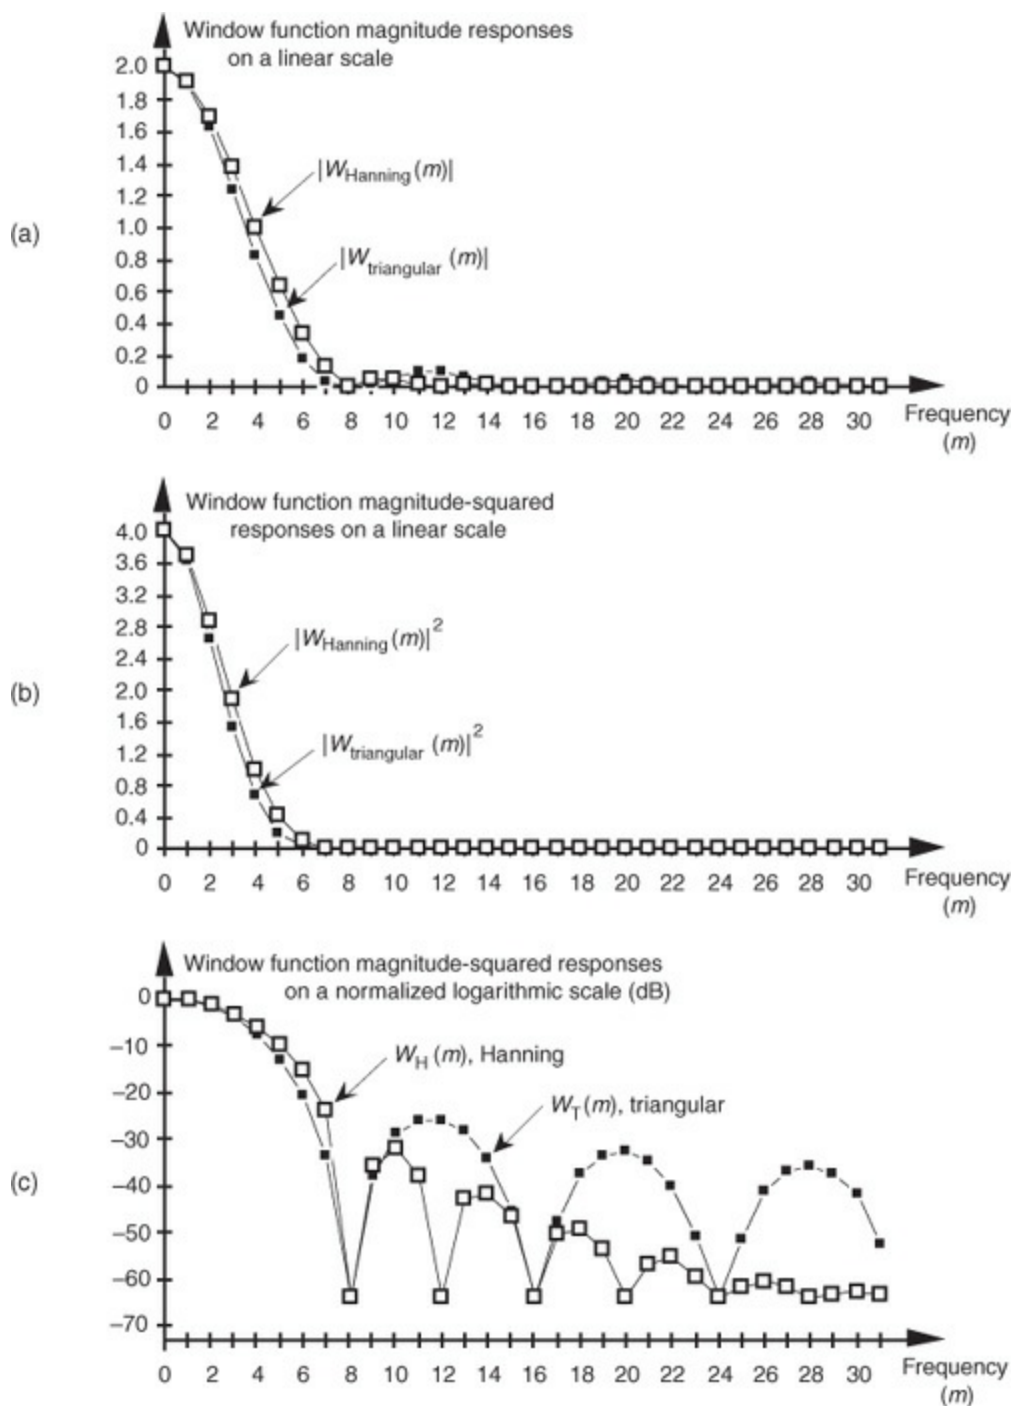 Window function magnitude responses
on a linear scale
2.0
1.8
1.6
1.4
1.2
1.0
0.8
0.6
0.4
0.2
0
|W_Hanning (m)|
|W_triangular (m)|
(a)
0 2 4 6 8 10 12 14 16 18 20 22 24 26 28 30
Frequency
(m)
Window function magnitude-squared
responses on a linear scale
4.0
3.6
3.2
2.8
2.4
2.0
1.6
1.2
0.8
0.4
0
|W_Hanning (m)|²
|W_triangular (m)|²
(b)
0 2 4 6 8 10 12 14 16 18 20 22 24 26 28 30
Frequency
(m)
Window function magnitude-squared responses
on a normalized logarithmic scale (dB)
0
–10
–20
–30
–40
–50
–60
–70
W_H (m), Hanning
W_T (m), triangular
(c)
0 2 4 6 8 10 12 14 16 18 20 22 24 26 28 30
Frequency
(m)